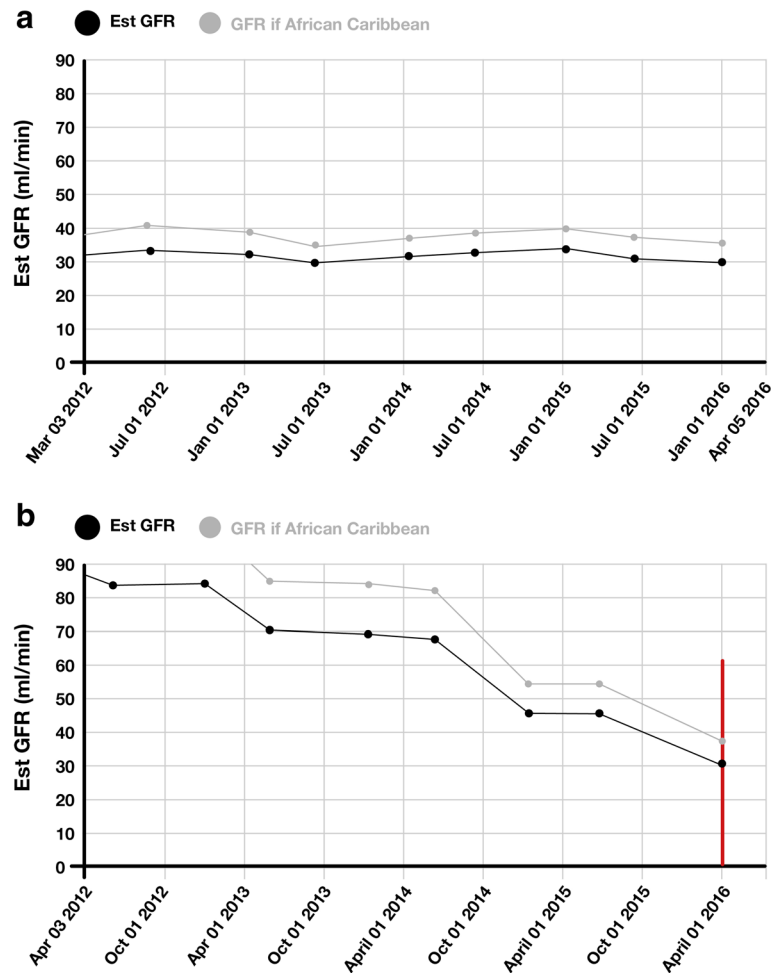 a
Est GFR
GFR if African Caribbean
Est GFR (ml/min)
90
80
70
60
50
40
30
20
10
0
Mar 03 2012
Jul 01 2012
Jan 01 2013
Jul 01 2013
Jan 01 2014
Jul 01 2014
Jan 01 2015
Jul 01 2015
Jan 01 2016
Apr 05 2016
b
Est GFR
GFR if African Caribbean
Est GFR (ml/min)
90
80
70
60
50
40
30
20
10
0
Apr 03 2012
Oct 01 2012
Apr 01 2013
Oct 01 2013
April 01 2014
Oct 01 2014
April 01 2015
Oct 01 2015
April 01 2016